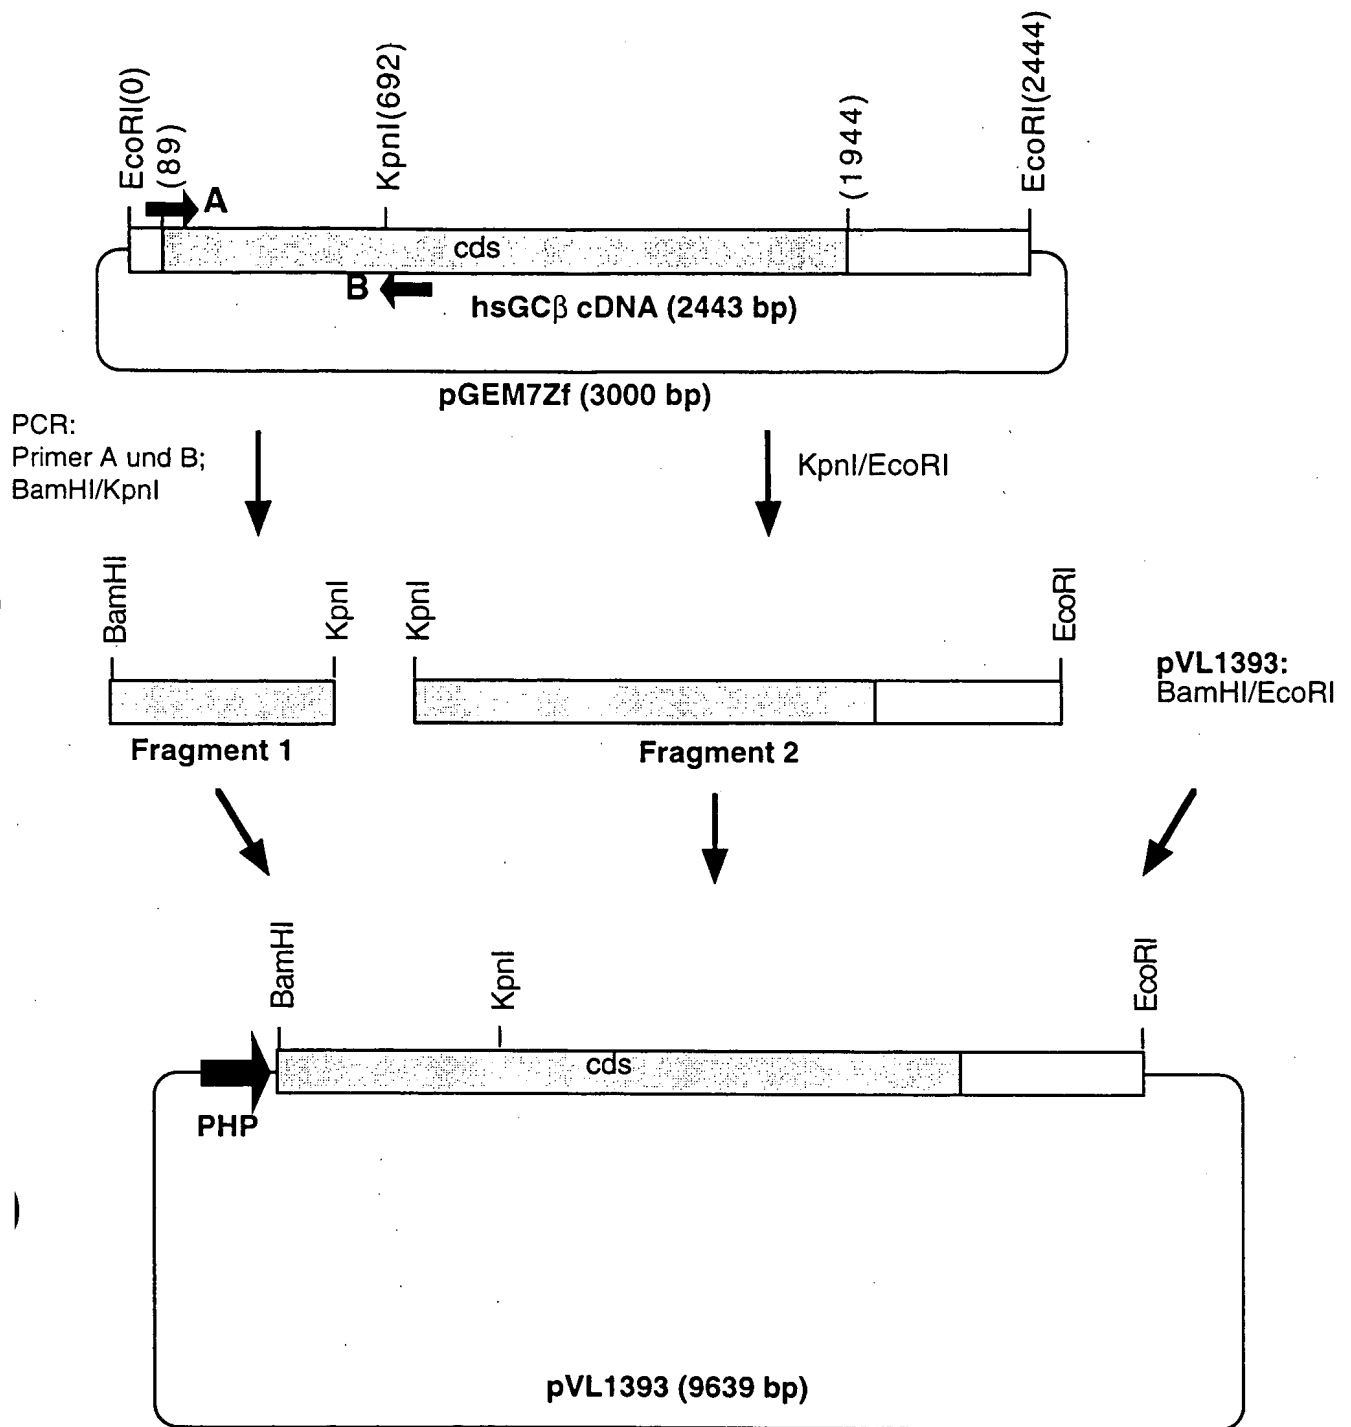 EcoRI(0)
(89)
KpnI(692)
(1944)
EcoRI(2444)
A
cds
B
hsGCβ cDNA (2443 bp)
pGEM7Zf (3000 bp)
PCR:
Primer A und B;
BamHI/KpnI
KpnI/EcoRI
BamHI
KpnI
KpnI
EcoRI
pVL1393:
BamHI/EcoRI
Fragment 1
Fragment 2
BamHI
KpnI
EcoRI
cds
PHP
pVL1393 (9639 bp)